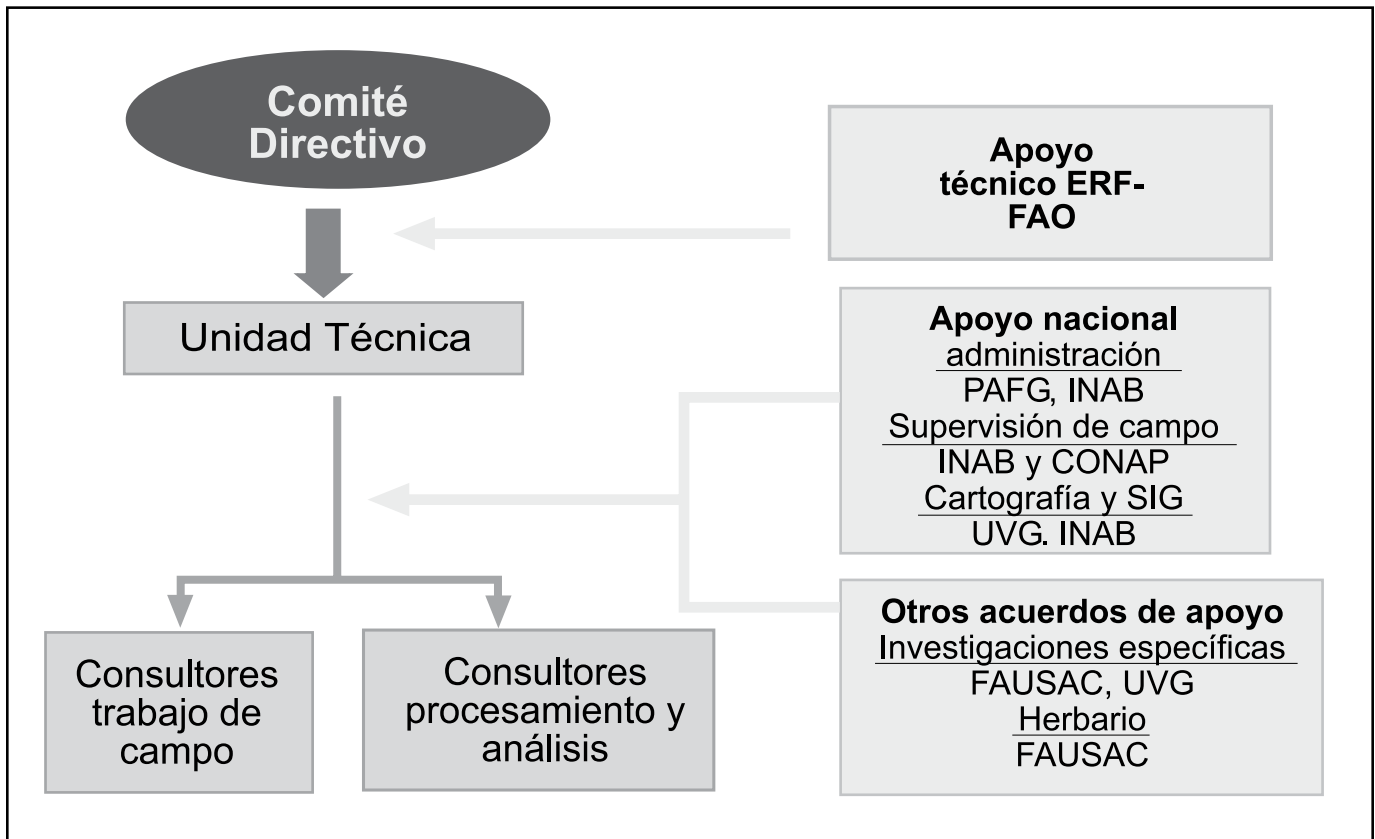 Comité
Directivo
Unidad Técnica
Consultores
trabajo de
campo
Consultores
procesamiento y
análisis
Apoyo
técnico ERF-
FAO
Apoyo nacional
administración
PAFG, INAB
Supervisión de campo
INAB y CONAP
Cartografía y SIG
UVG. INAB
Otros acuerdos de apoyo
Investigaciones específicas
FAUSAC, UVG
Herbario
FAUSAC